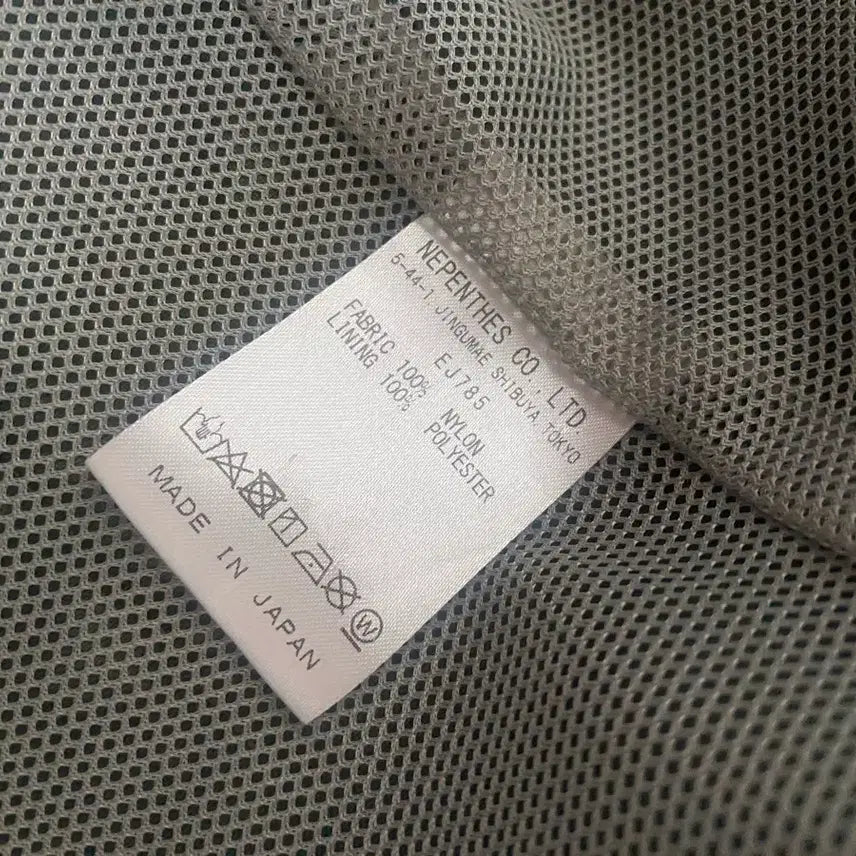 NEPENTHES CO., LTD.
5-44-1 JINGUMAE SHIBUYA, TOKYO
EJ785
FABRIC 100% NYLON
LINING 100% POLYESTER
W
MADE IN JAPAN